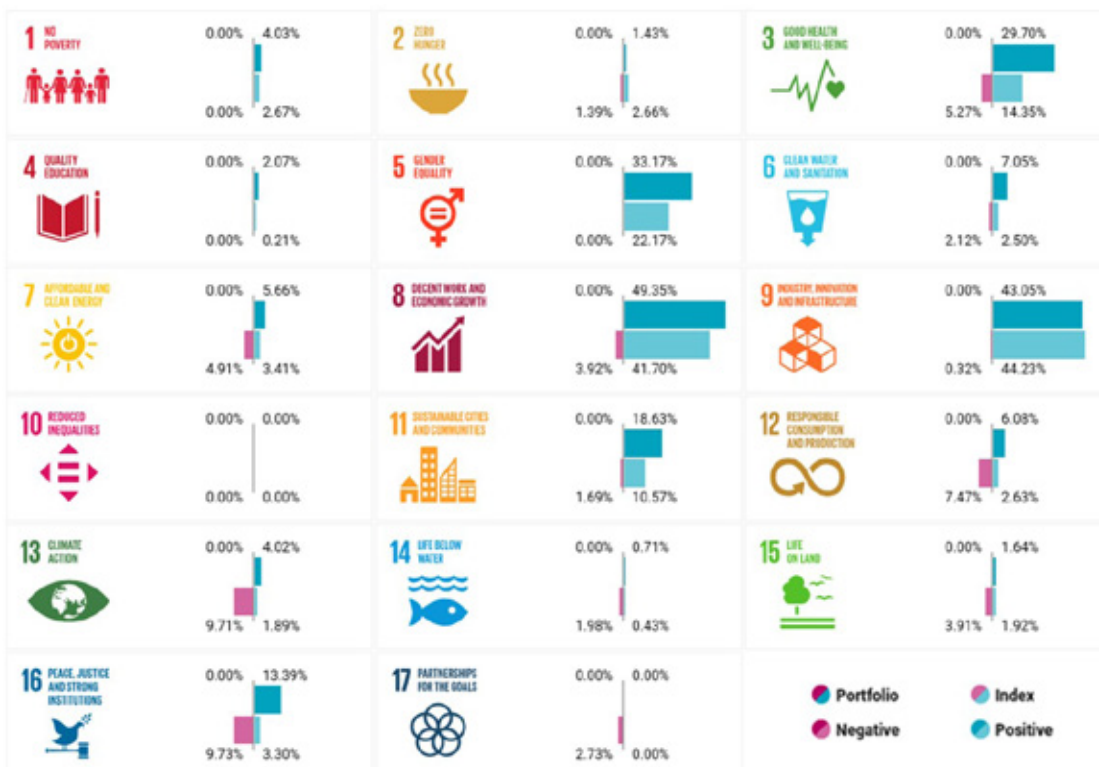 1 NO POVERTY
0.00% 4.03%
0.00% 2.67%
2 ZERO HUNGER
0.00% 1.43%
1.39% 2.66%
3 GOOD HEALTH AND WELL-BEING
0.00% 29.70%
5.27% 14.35%
4 QUALITY EDUCATION
0.00% 2.07%
0.00% 0.21%
5 GENDER EQUALITY
0.00% 33.17%
0.00% 22.17%
6 CLEAN WATER AND SANITATION
0.00% 7.05%
2.12% 2.50%
7 AFFORDABLE AND CLEAN ENERGY
0.00% 5.66%
4.91% 3.41%
8 DECENT WORK AND ECONOMIC GROWTH
0.00% 49.35%
3.92% 41.70%
9 INDUSTRY, INNOVATION AND INFRASTRUCTURE
0.00% 43.05%
0.32% 44.23%
10 REDUCED INEQUALITIES
0.00% 0.00%
0.00% 0.00%
11 SUSTAINABLE CITIES AND COMMUNITIES
0.00% 18.63%
1.69% 10.57%
12 RESPONSIBLE CONSUMPTION AND PRODUCTION
0.00% 6.08%
7.47% 2.63%
13 CLIMATE ACTION
0.00% 4.02%
9.71% 1.89%
14 LIFE BELOW WATER
0.00% 0.71%
1.98% 0.43%
15 LIFE ON LAND
0.00% 1.64%
3.91% 1.92%
16 PEACE, JUSTICE AND STRONG INSTITUTIONS
0.00% 13.39%
9.73% 3.30%
17 PARTNERSHIPS FOR THE GOALS
0.00% 0.00%
2.73% 0.00%
Portfolio Index
Negative Positive